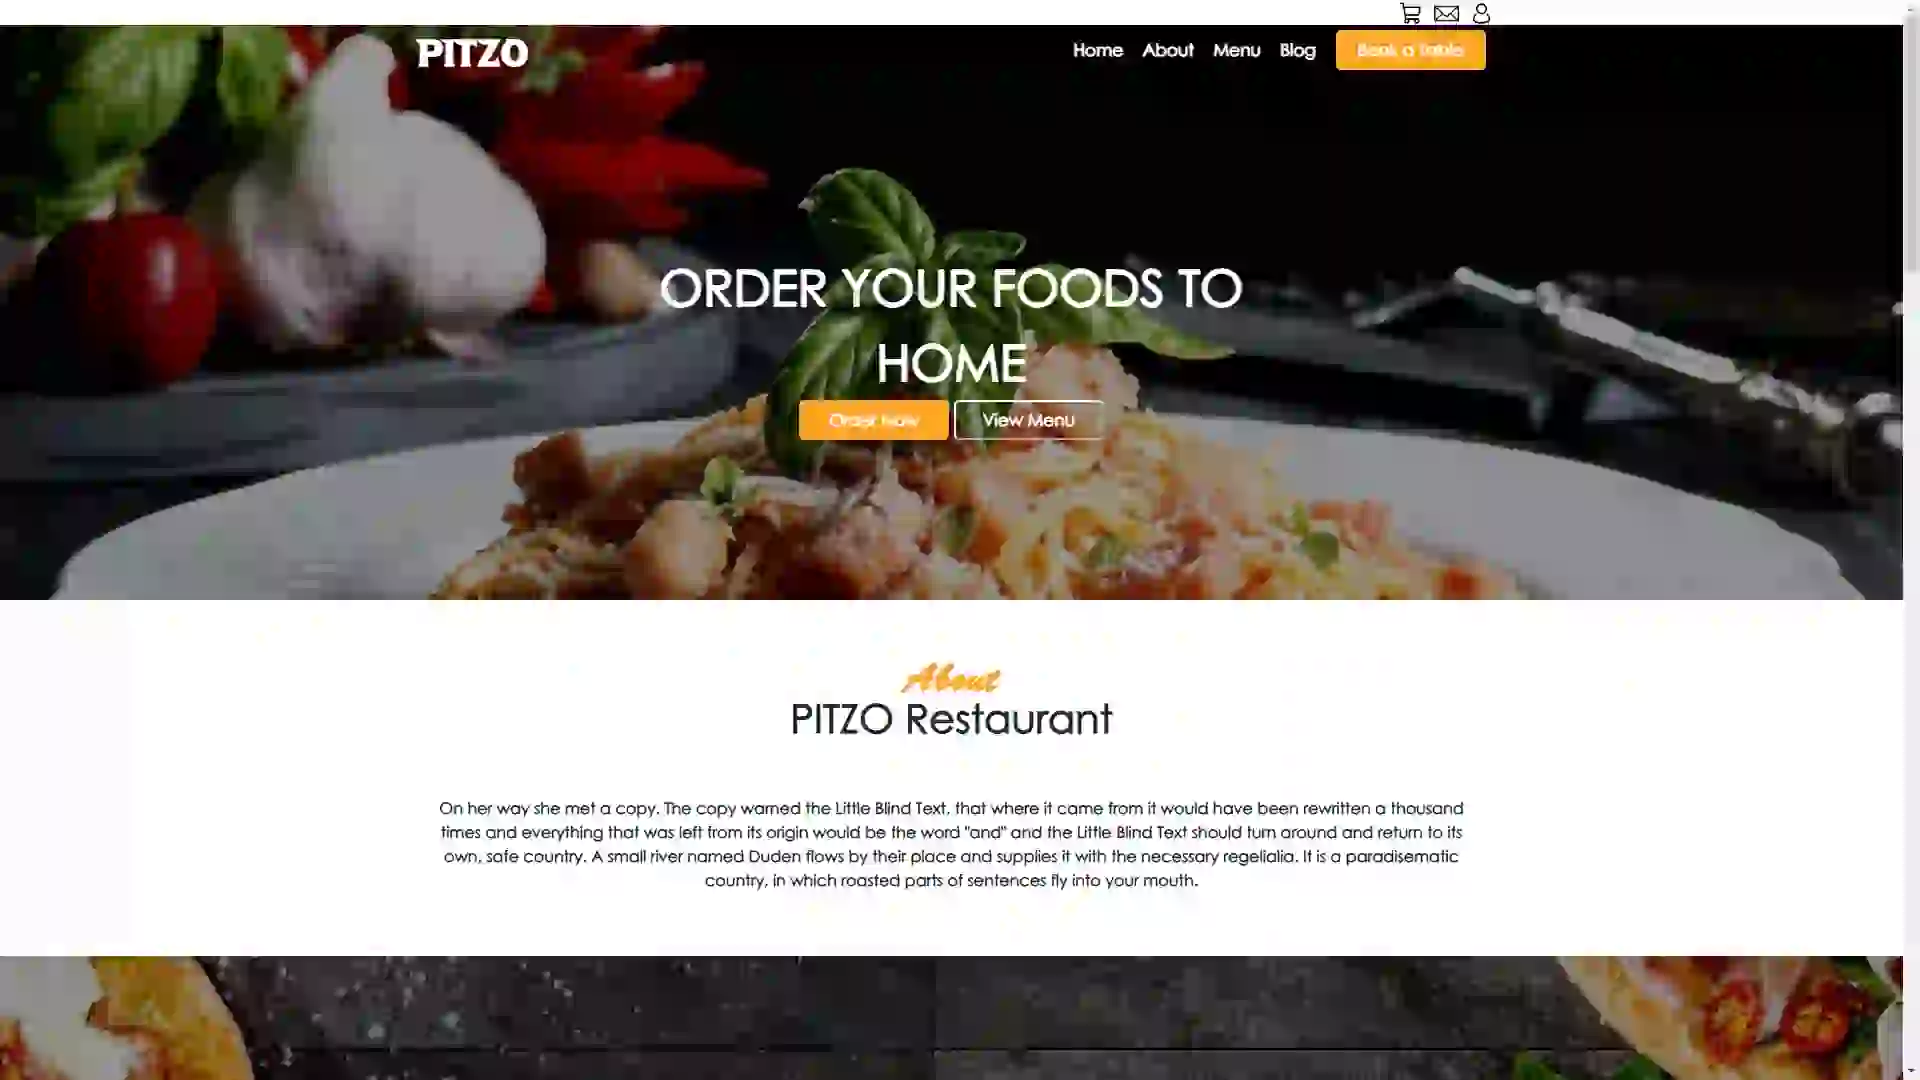 PITZO
Home About Menu Blog Book a Table
ORDER YOUR FOODS TO
HOME
Order Now View Menu
About
PITZO Restaurant
On her way she met a copy. The copy warned the Little Blind Text, that where it came from it would have been rewritten a thousand
times and everything that was left from its origin would be the word "and" and the Little Blind Text should turn around and return to its
own, safe country. A small river named Duden flows by their place and supplies it with the necessary regelialia. It is a paradisematic
country, in which roasted parts of sentences fly into your mouth.